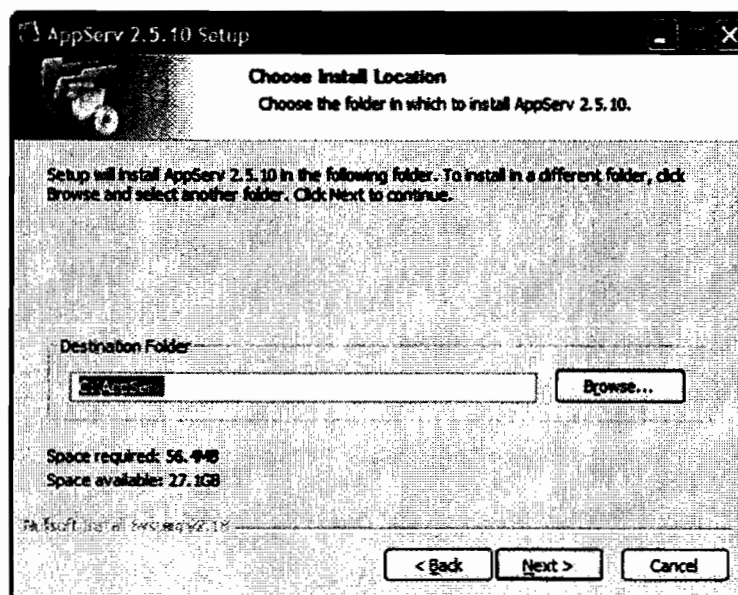 AppServ 2.5.10 Setup
Choose Install Location
Choose the folder in which to install AppServ 2.5.10.
Setup will install AppServ 2.5.10 in the following folder. To install in a different folder, click
Browse and select another folder. Click Next to continue.
Destination Folder
C:\AppServ
Browse...
Space required: 56.4MB
Space available: 27.1GB
Nullsoft Install System
< Back
Next >
Cancel